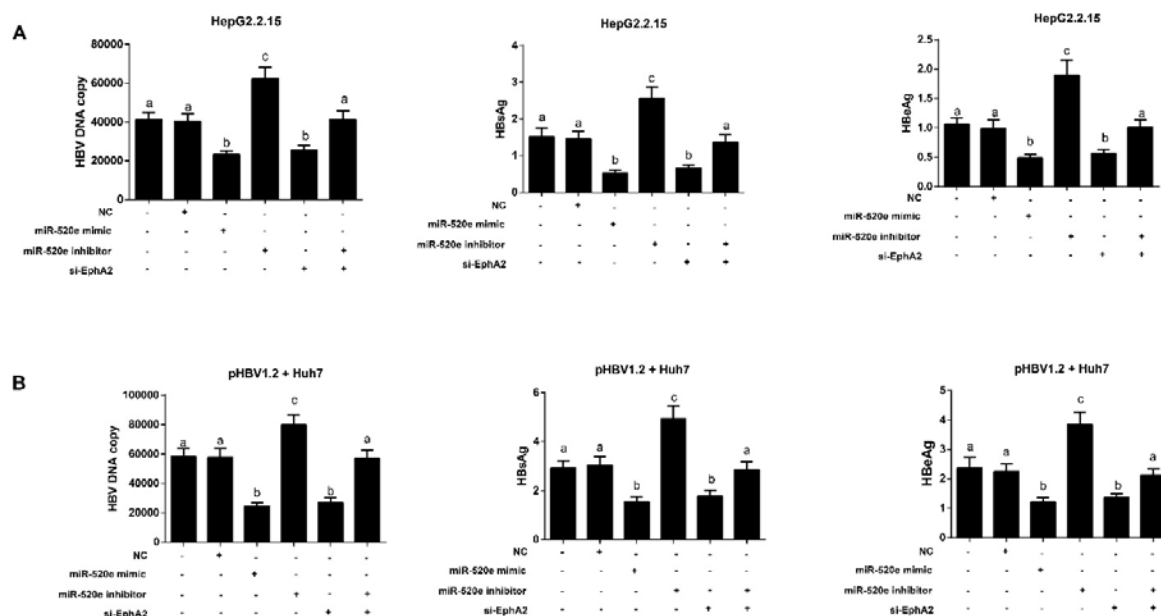 A
HepG2.2.15
HBV DNA copy
80000
60000
40000
20000
0
a a b c b a
NC - + - - - -
miR-520e mimic - - + - - -
miR-520e inhibitor - - - + - +
si-EphA2 - - - - + +
HepG2.2.15
HBsAg
4
3
2
1
0
a a b c b a
NC - + - - - -
miR-520e mimic - - + - - -
miR-520e inhibitor - - - + - +
si-EphA2 - - - - + +
HepC2.2.15
HBeAg
2.5
2.0
1.5
1.0
0.5
0.0
a a b c b a
NC - + - - - -
miR-520e mimic - - + - - -
miR-520e inhibitor - - - + - +
si-EphA2 - - - - + +
B
pHBV1.2 + Huh7
HBV DNA copy
100000
80000
60000
40000
20000
0
a a b c b a
NC - + - - - -
miR-520e mimic - - + - - -
miR-520e inhibitor - - - + - +
si-EphA2 - - - - + +
pHBV1.2 + Huh7
HBsAg
6
4
2
0
a a b c b a
NC - + - - - -
miR-520e mimic - - + - - -
miR-520e inhibitor - - - + - +
si-EphA2 - - - - + +
pHBV1.2 + Huh7
HBeAg
5
4
3
2
1
0
a a b c b a
NC - + - - - -
miR-520e mimic - - + - - -
miR-520e inhibitor - - - + - +
si-EphA2 - - - - + +